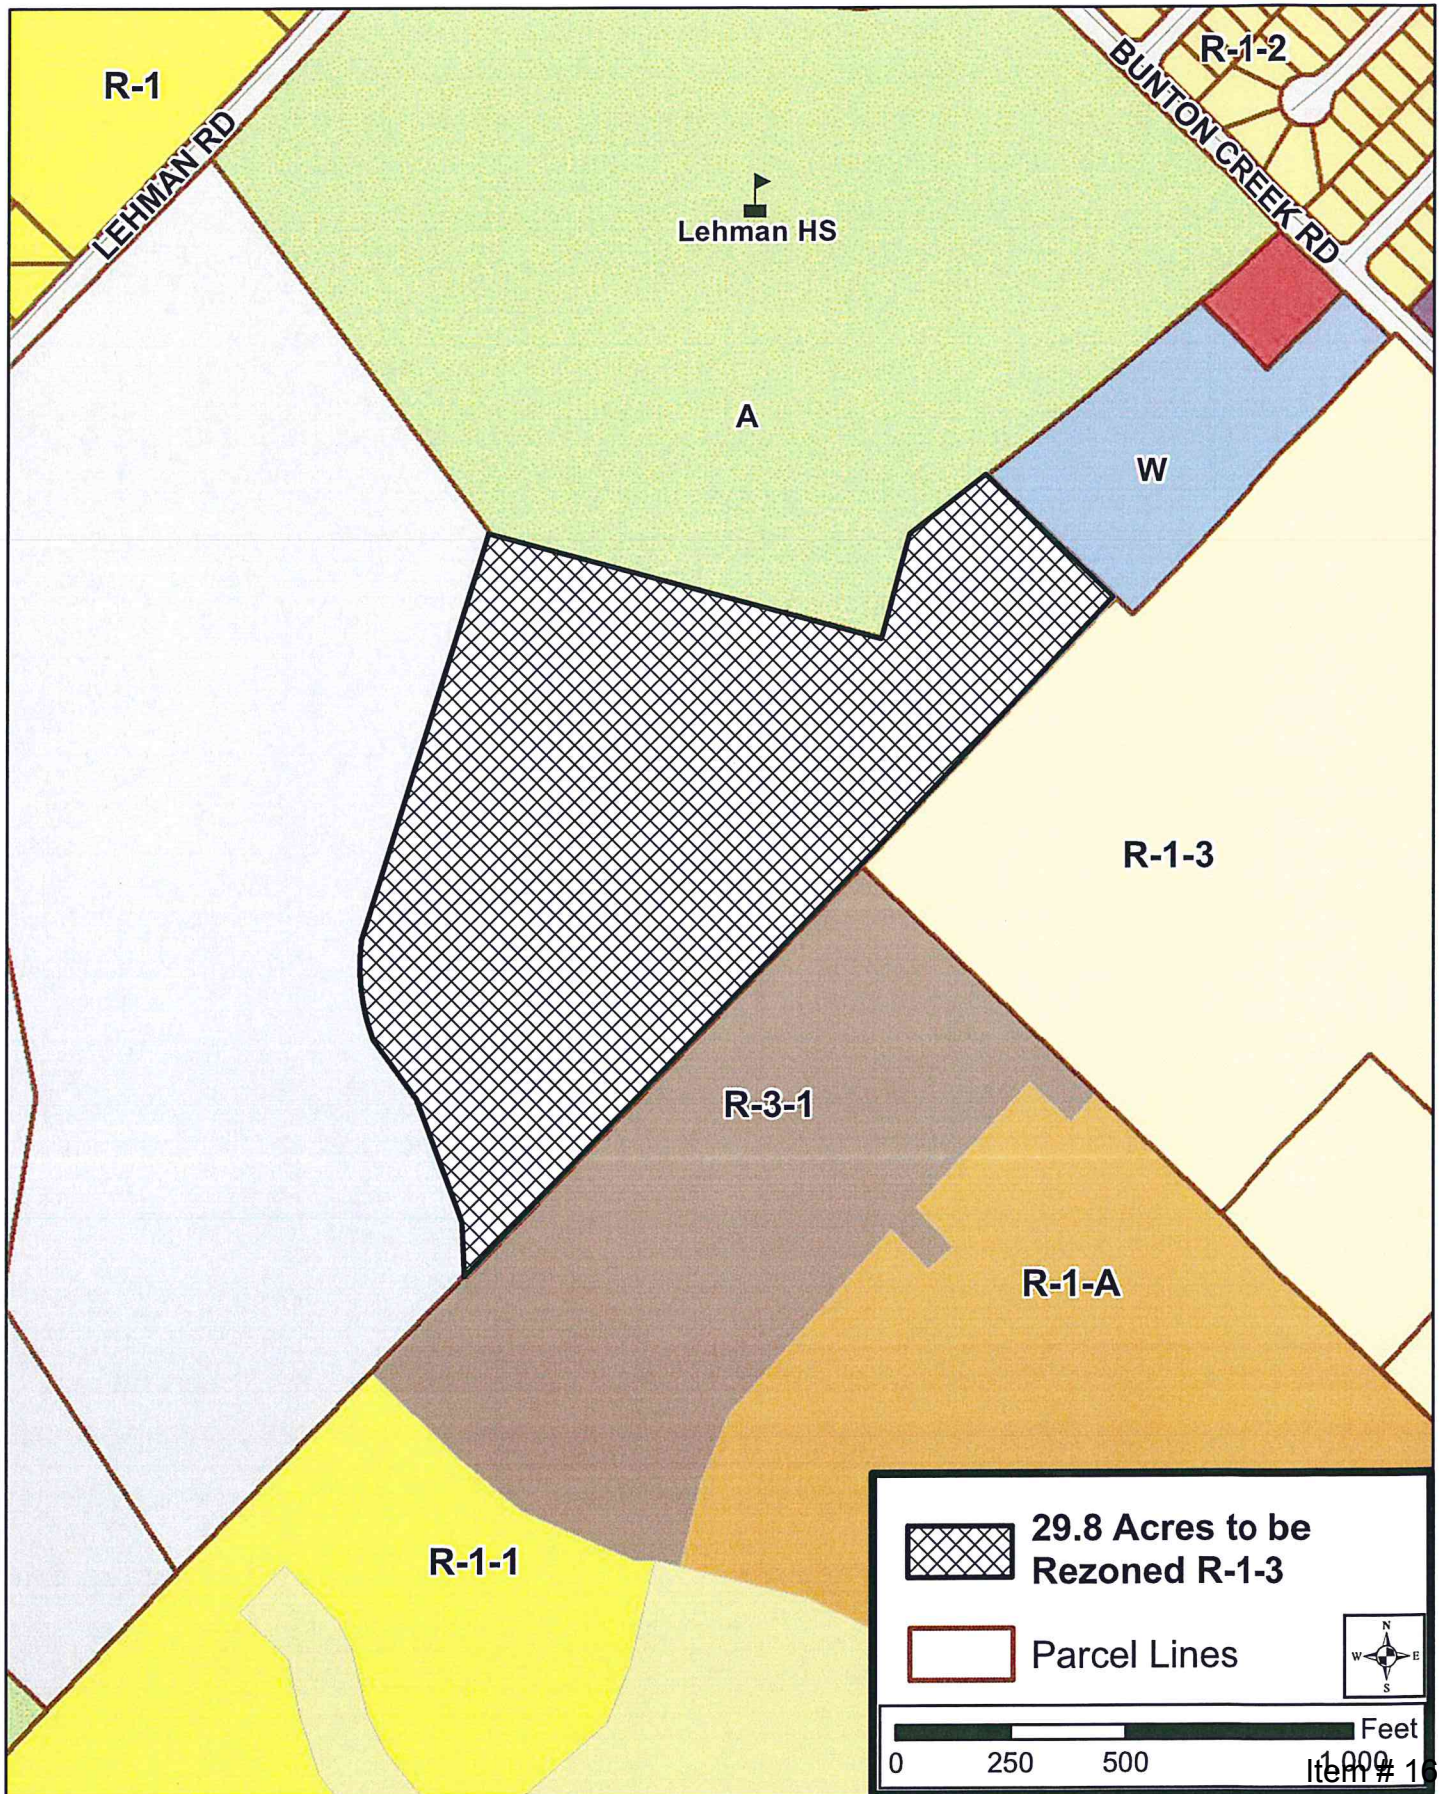 R-1
R-1-2
LEHMAN RD
BUNTON CREEK RD
Lehman HS
A
W
R-1-3
R-3-1
R-1-A
R-1-1
29.8 Acres to be
Rezoned R-1-3
Parcel Lines
N
W E
S
Feet
0 250 500 1,000
Item # 16